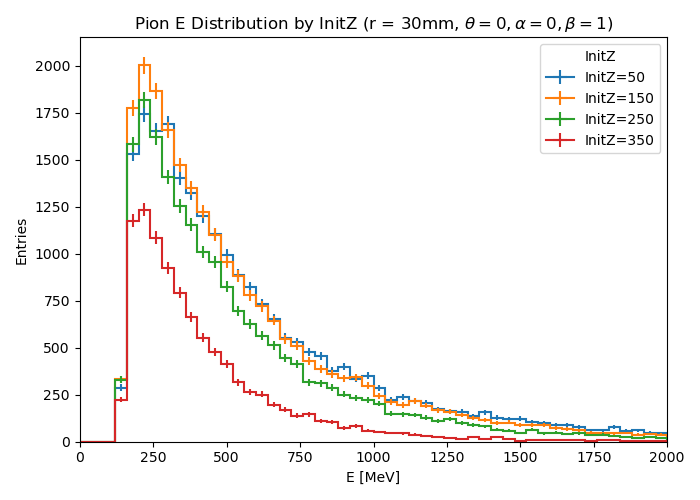 Pion E Distribution by InitZ (r = 30mm, θ = 0, α = 0, β = 1)
InitZ
InitZ=50
InitZ=150
InitZ=250
InitZ=350
Entries
2000
1750
1500
1250
1000
750
500
250
0
0 250 500 750 1000 1250 1500 1750 2000
E [MeV]